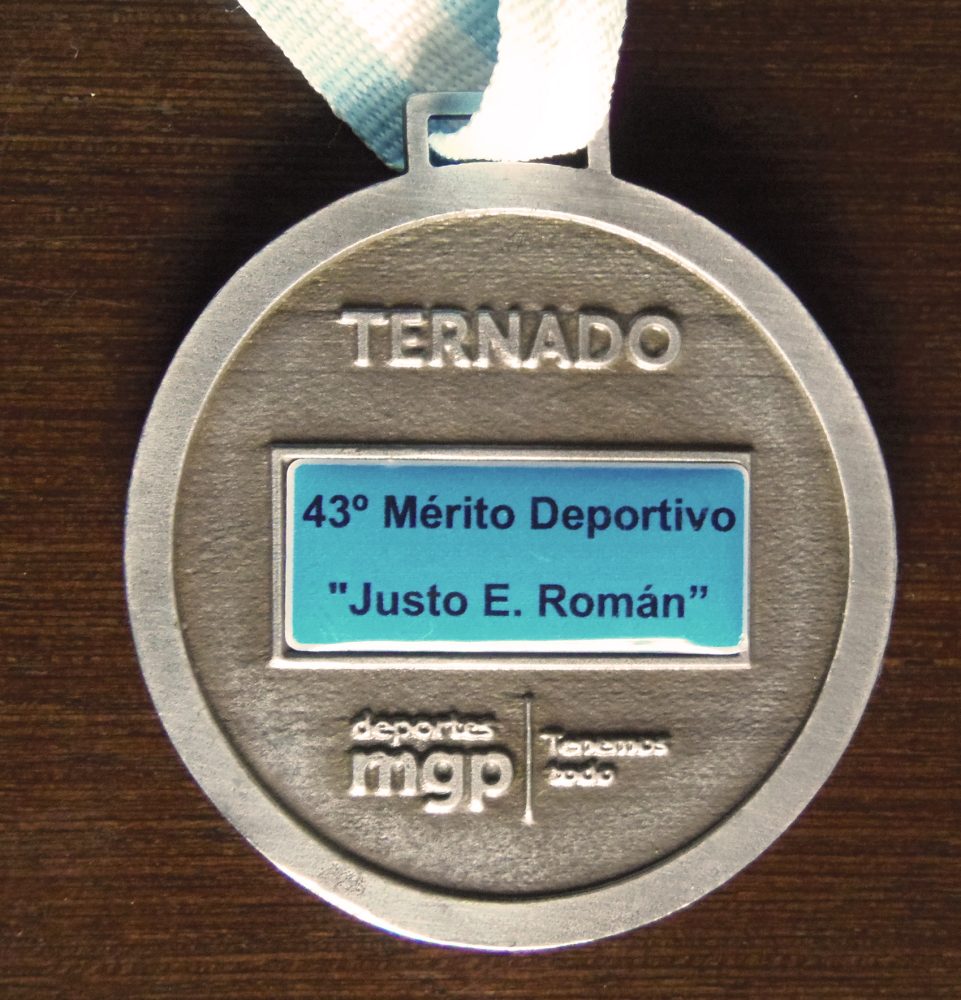 TERNADO
43º Mérito Deportivo
"Justo E. Román”
deportes
mgp
Tenemos
todo